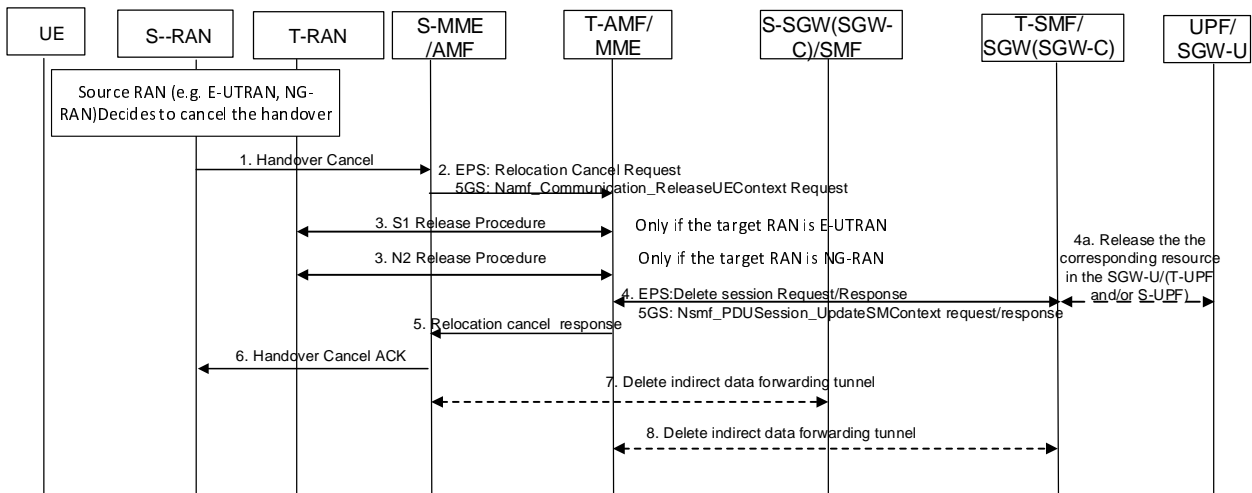 UE
S--RAN
T-RAN
S-MME
/AMF
T-AMF/
MME
S-SGW(SGW-
C)/SMF
T-SMF/
SGW(SGW-C)
UPF/
SGW-U
Source RAN (e.g. E-UTRAN, NG-
RAN)Decides to cancel the handover
1. Handover Cancel
2. EPS: Relocation Cancel Request
5GS: Namf_Communication_ReleaseUEContext Request
3. S1 Release Procedure
Only if the target RAN is E-UTRAN
3. N2 Release Procedure
Only if the target RAN is NG-RAN
4a. Release the the
corresponding resource
in the SGW-U/(T-UPF
and/or S-UPF)
4. EPS:Delete session Request/Response
5GS: Nsmf_PDUSession_UpdateSMContext request/response
5. Relocation cancel response
6. Handover Cancel ACK
7. Delete indirect data forwarding tunnel
8. Delete indirect data forwarding tunnel